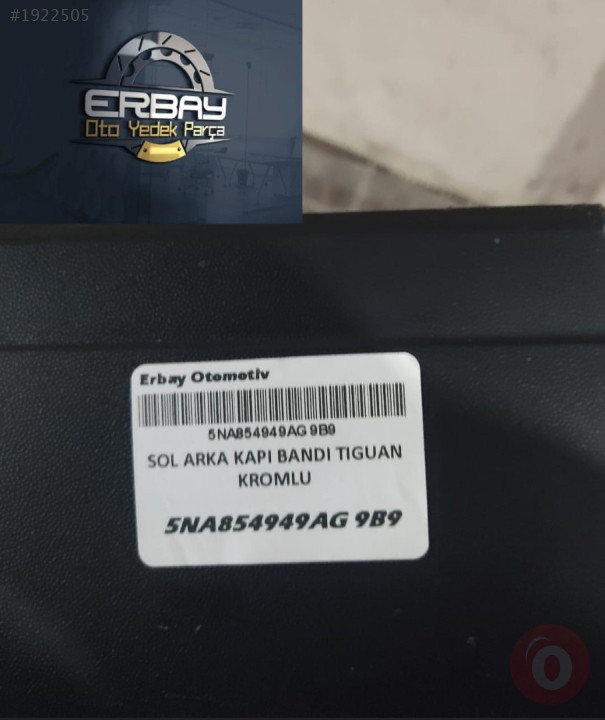 #1922505
ERBAY
Oto Yedek Parça
Erbay Otomotiv
5NA854949AG 9B9
SOL ARKA KAPI BANDI TIGUAN
KROMLU
5NA854949AG 9B9